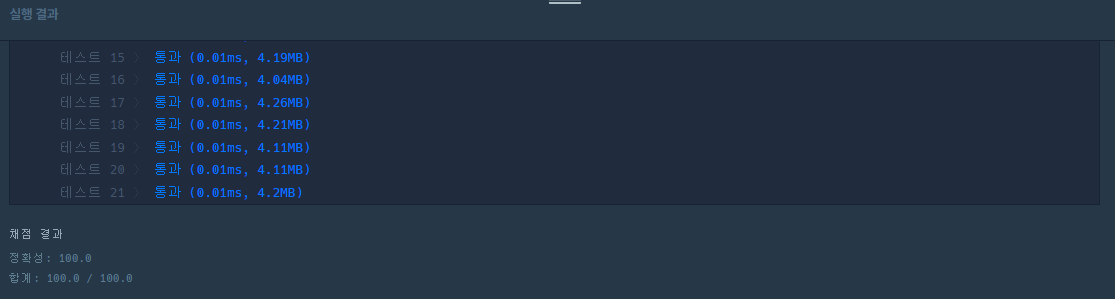 실행 결과
테스트 15 〉 통과 (0.01ms, 4.19MB)
테스트 16 〉 통과 (0.01ms, 4.04MB)
테스트 17 〉 통과 (0.01ms, 4.26MB)
테스트 18 〉 통과 (0.01ms, 4.21MB)
테스트 19 〉 통과 (0.01ms, 4.11MB)
테스트 20 〉 통과 (0.01ms, 4.11MB)
테스트 21 〉 통과 (0.01ms, 4.2MB)
채점 결과
정확성: 100.0
합계: 100.0 / 100.0